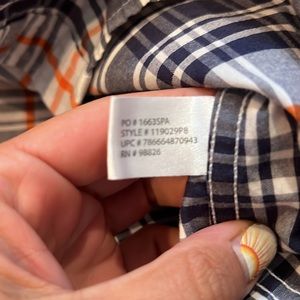 PO # 1663SPA
STYLE # 119029P8
UPC # 786664870943
RN # 98826